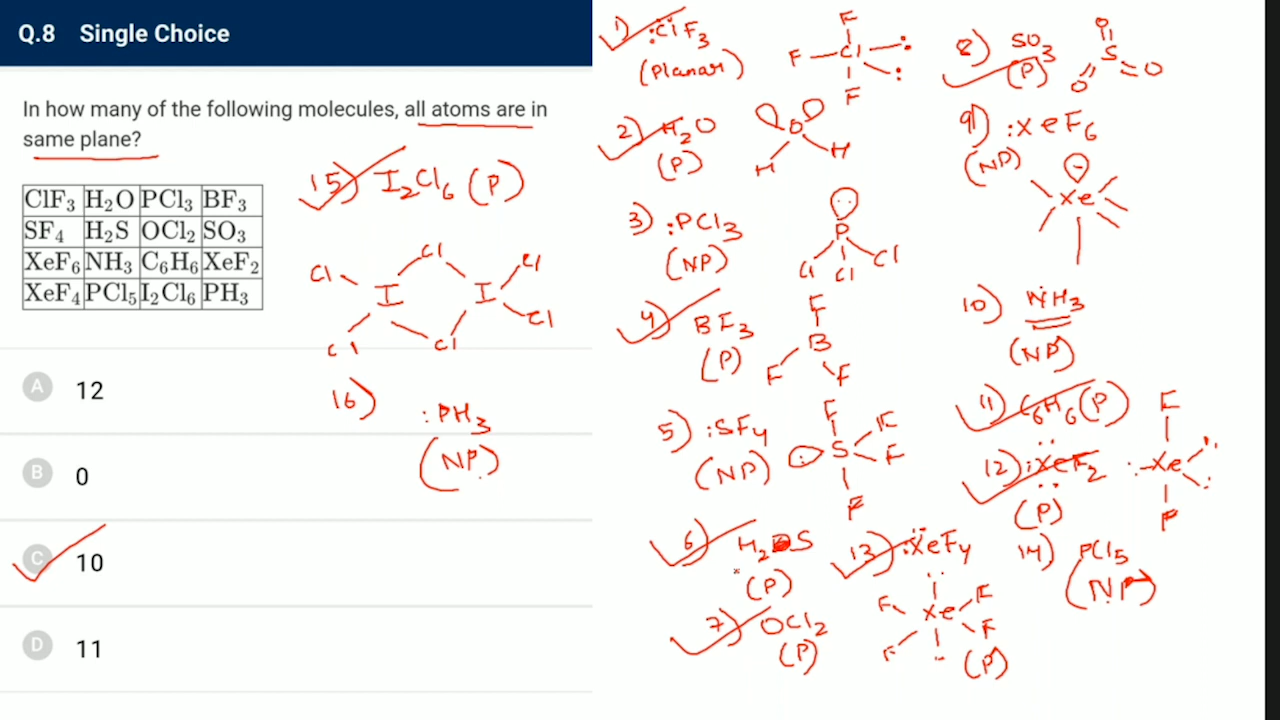 Q.8 Single Choice
In how many of the following molecules, all atoms are in
same plane?
ClF3 H2O PCl3 BF3
SF4 H2S OCl2 SO3
XeF6 NH3 C6H6 XeF2
XeF4 PCl5 I2Cl6 PH3
A 12
B 0
C 10
D 11
15) I2Cl6 (P)
Cl Cl Cl
I I
Cl Cl Cl
16) :PH3
(NP)
1) :ClF3
(Planar)
F
F Cl
F
2) H2O
(P)
O
H H
3) :PCl3
(NP)
P
Cl Cl Cl
4) BF3
(P)
F
B
F F
5) :SF4
(NP)
F
S F
F
F
6) H2S
(P)
7) OCl2
(P)
8) SO3
(P)
O
S
O O
9) :XeF6
(NP)
Xe
10) NH3
(NP)
11) C6H6 (P)
12) :XeF2
(P)
F
Xe
F
13) :XeF4
F Xe F
F F
(P)
14) PCl5
(NP)